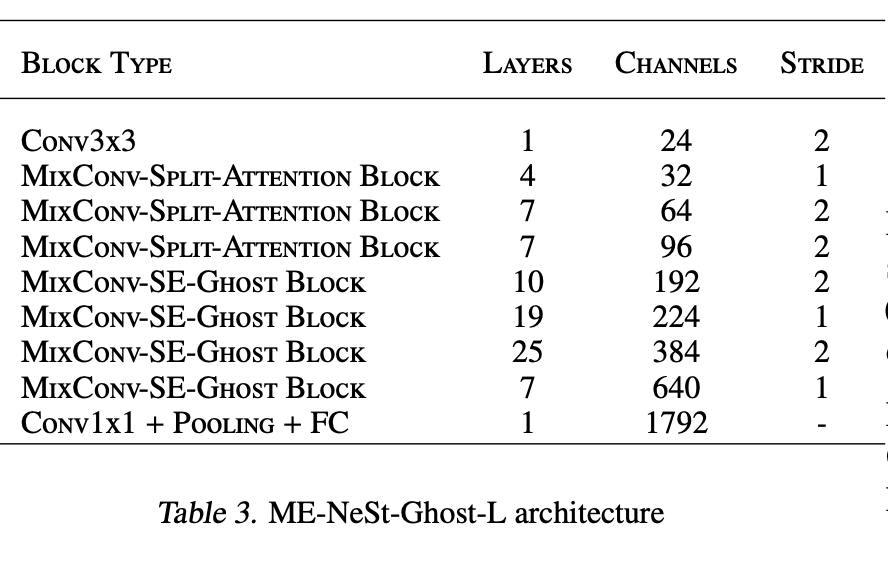 Block Type Layers Channels Stride
Conv3x3 1 24 2
MixConv-Split-Attention Block 4 32 1
MixConv-Split-Attention Block 7 64 2
MixConv-Split-Attention Block 7 96 2
MixConv-SE-Ghost Block 10 192 2
MixConv-SE-Ghost Block 19 224 1
MixConv-SE-Ghost Block 25 384 2
MixConv-SE-Ghost Block 7 640 1
Conv1x1 + Pooling + FC 1 1792 -
Table 3. ME-NeSt-Ghost-L architecture